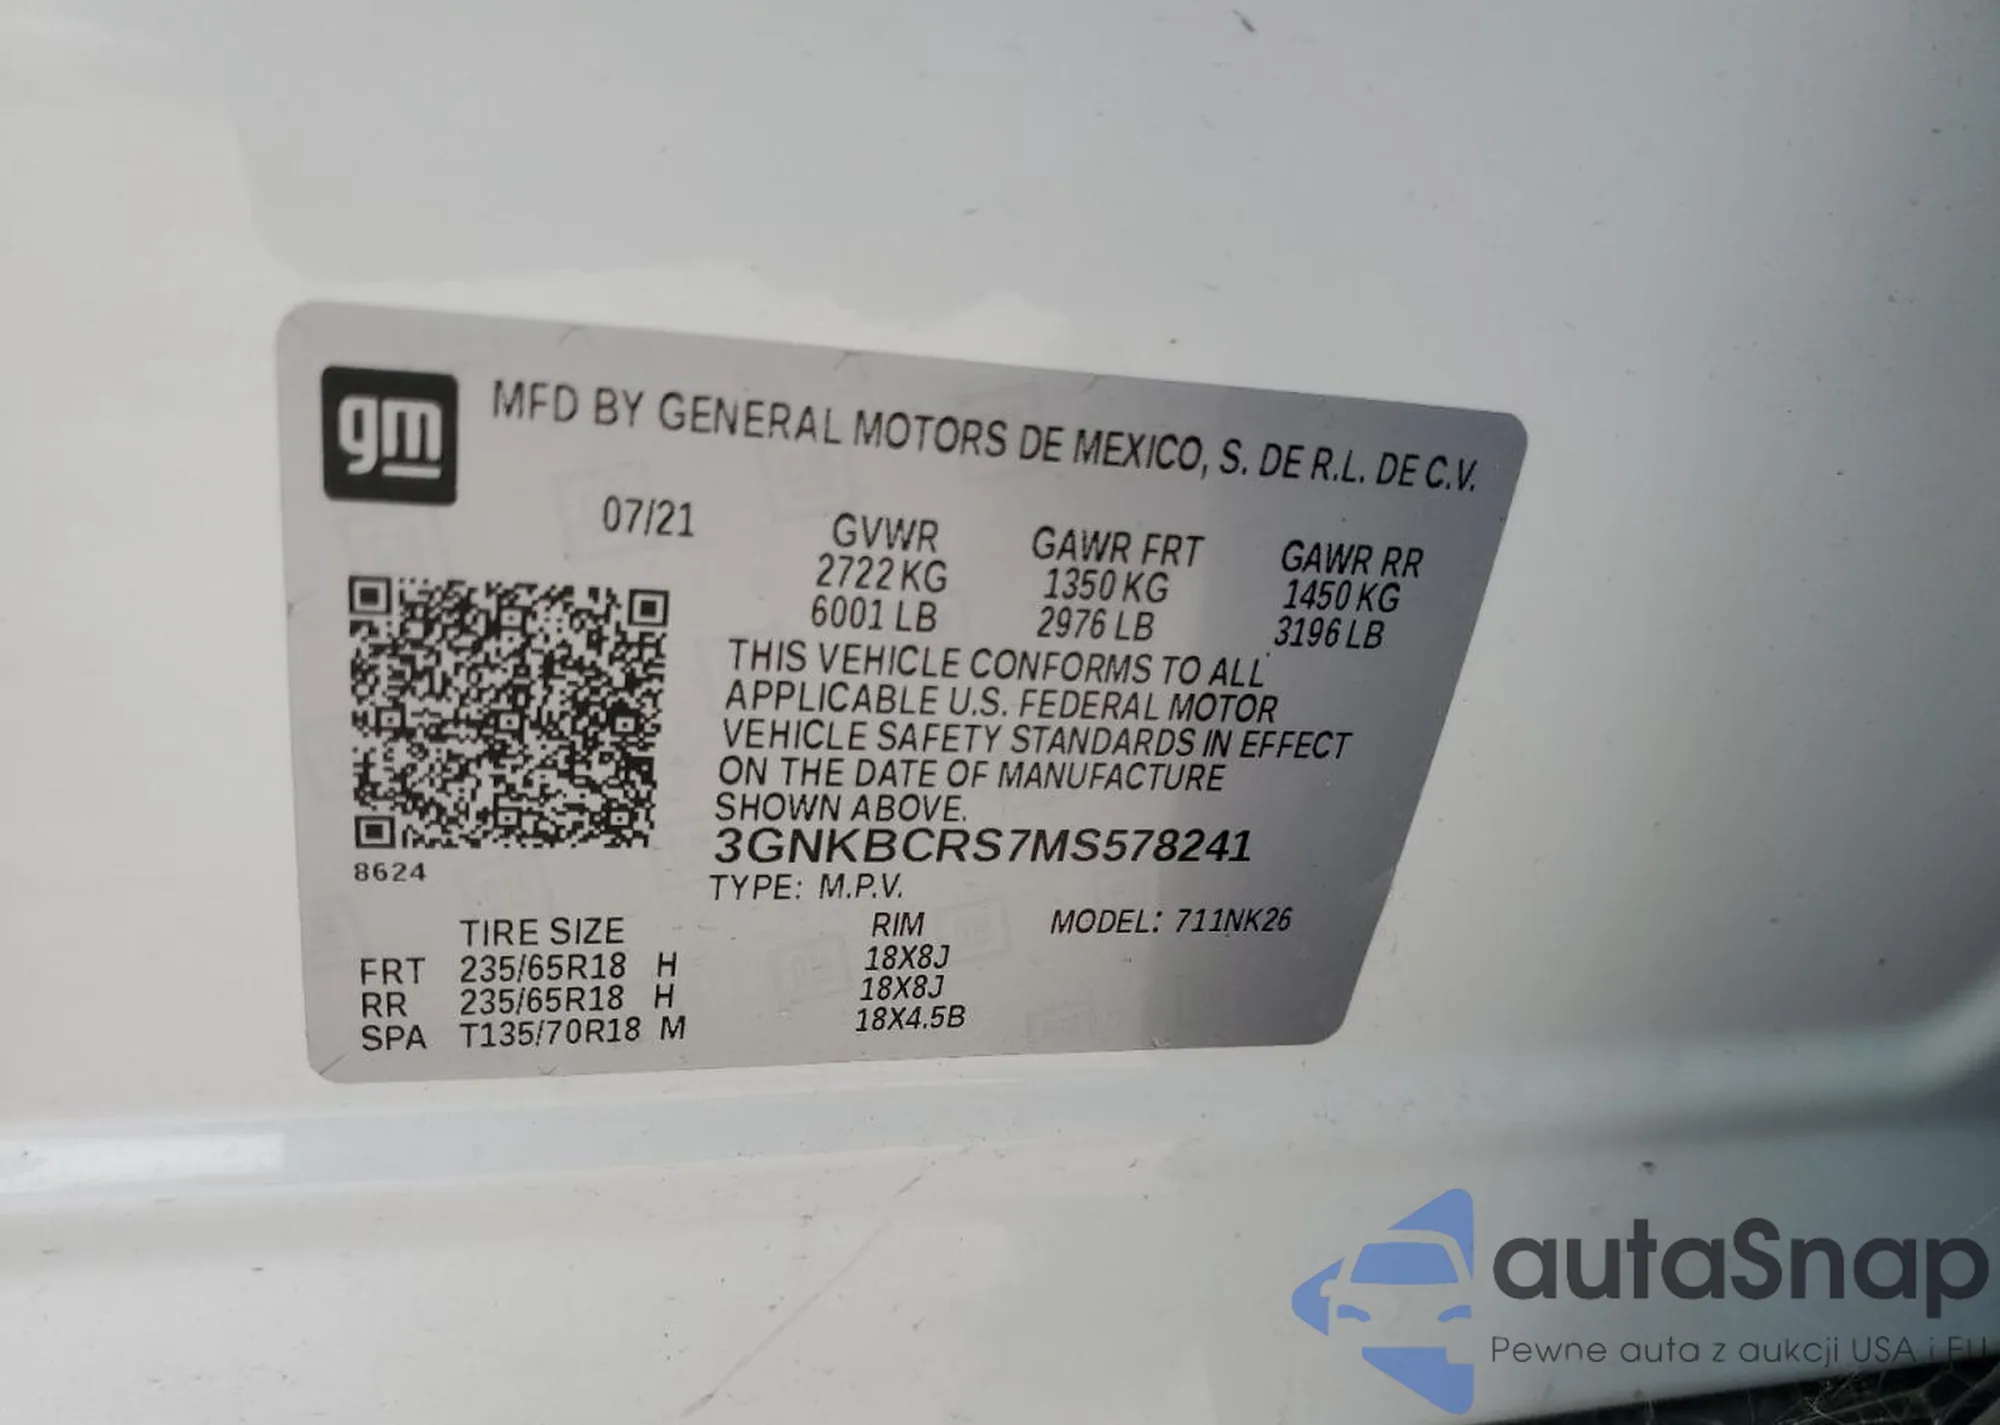 gm
MFD BY GENERAL MOTORS DE MEXICO, S. DE R.L. DE C.V.
07/21
GVWR GAWR FRT GAWR RR
2722 KG 1350 KG 1450 KG
6001 LB 2976 LB 3196 LB
THIS VEHICLE CONFORMS TO ALL
APPLICABLE U.S. FEDERAL MOTOR
VEHICLE SAFETY STANDARDS IN EFFECT
ON THE DATE OF MANUFACTURE
SHOWN ABOVE.
3GNKBCRS7MS578241
8624
TYPE: M.P.V.
TIRE SIZE RIM MODEL: 711NK26
FRT 235/65R18 H 18X8J
RR 235/65R18 H 18X8J
SPA T135/70R18 M 18X4.5B
autaSnap
Pewne auta z aukcji USA i EU